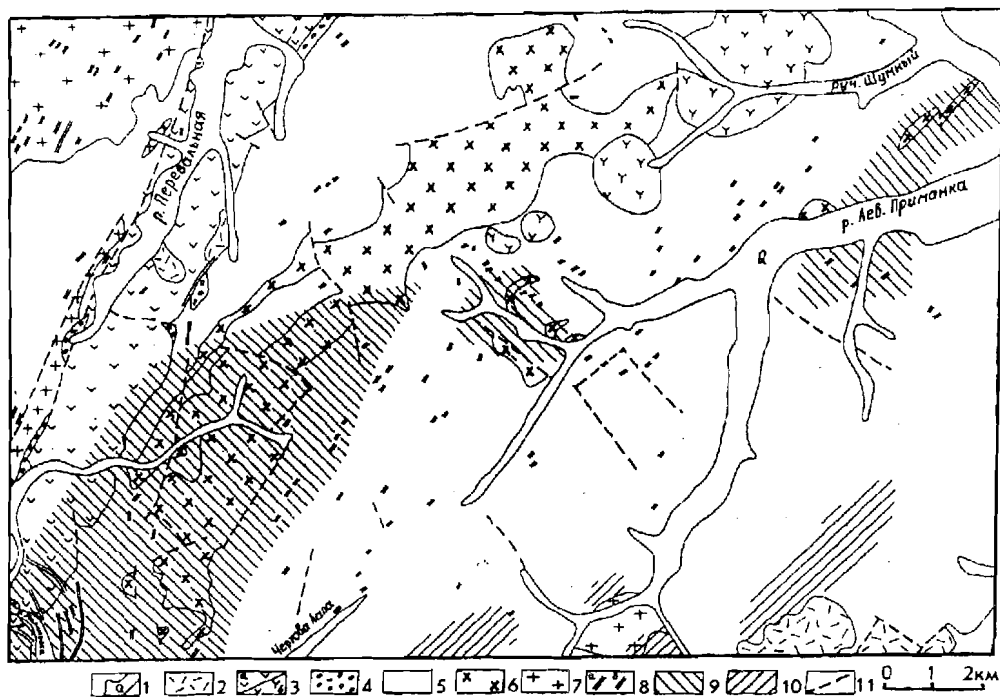 р. Перевальная
руч. Шумный
р. Лев. Приманка
Q
Чертова
1 2 3 4 5 6 7 8 9 10 11 0 1 2км